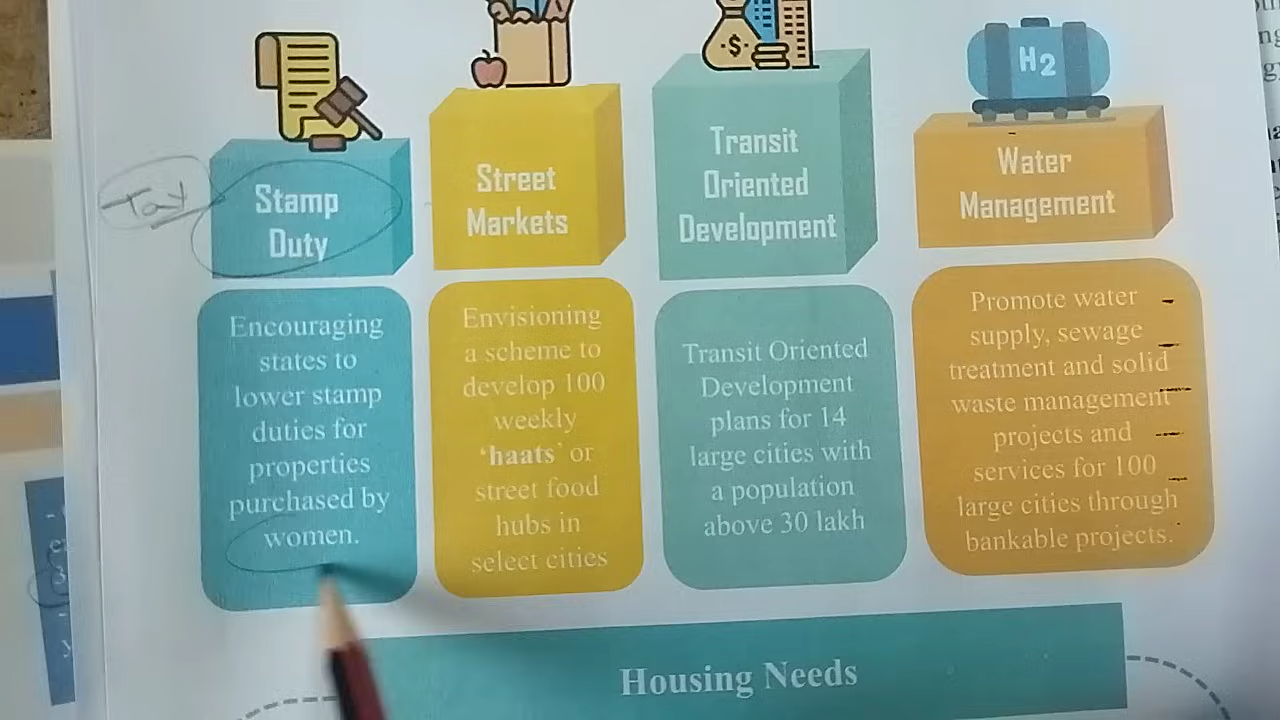 H2
Tax
Stamp
Duty
Street
Markets
Transit
Oriented
Development
Water
Management
Encouraging
states to
lower stamp
duties for
properties
purchased by
women.
Envisioning
a scheme to
develop 100
weekly
‘haats’ or
street food
hubs in
select cities
Transit Oriented
Development
plans for 14
large cities with
a population
above 30 lakh
Promote water
supply, sewage
treatment and solid
waste management
projects and
services for 100
large cities through
bankable projects.
Housing Needs